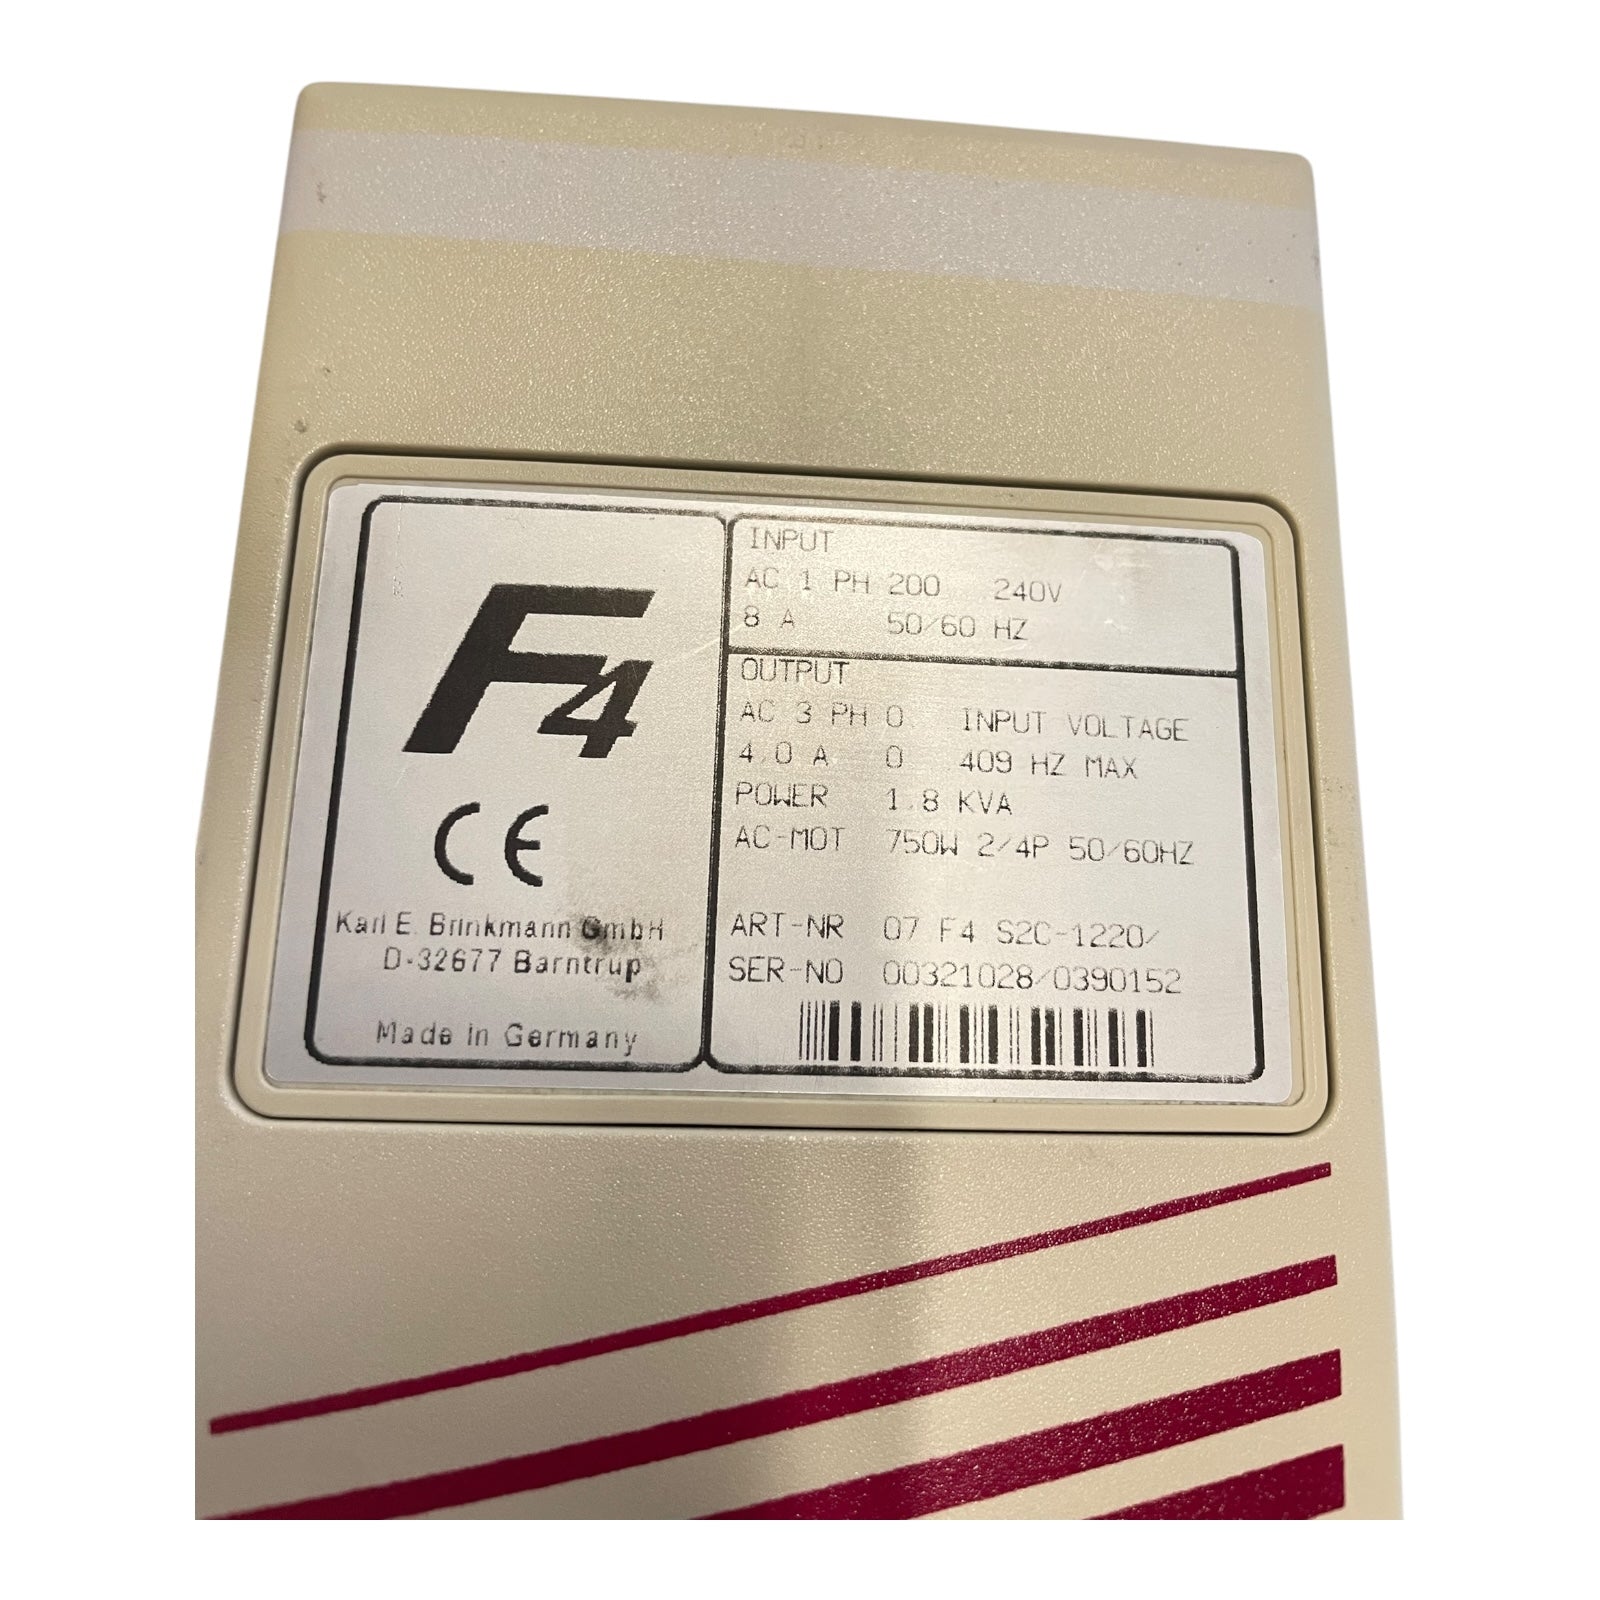 F4
CE
Karl E. Brinkmann GmbH
D-32677 Barntrup
Made in Germany
INPUT
AC 1 PH 200 240V
8 A 50/60 HZ
OUTPUT
AC 3 PH 0 INPUT VOLTAGE
4.0 A 0 409 HZ MAX
POWER 1.8 KVA
AC-MOT 750W 2/4P 50/60HZ
ART-NR 07 F4 S2C-1220/
SER-NO 00321028/0390152